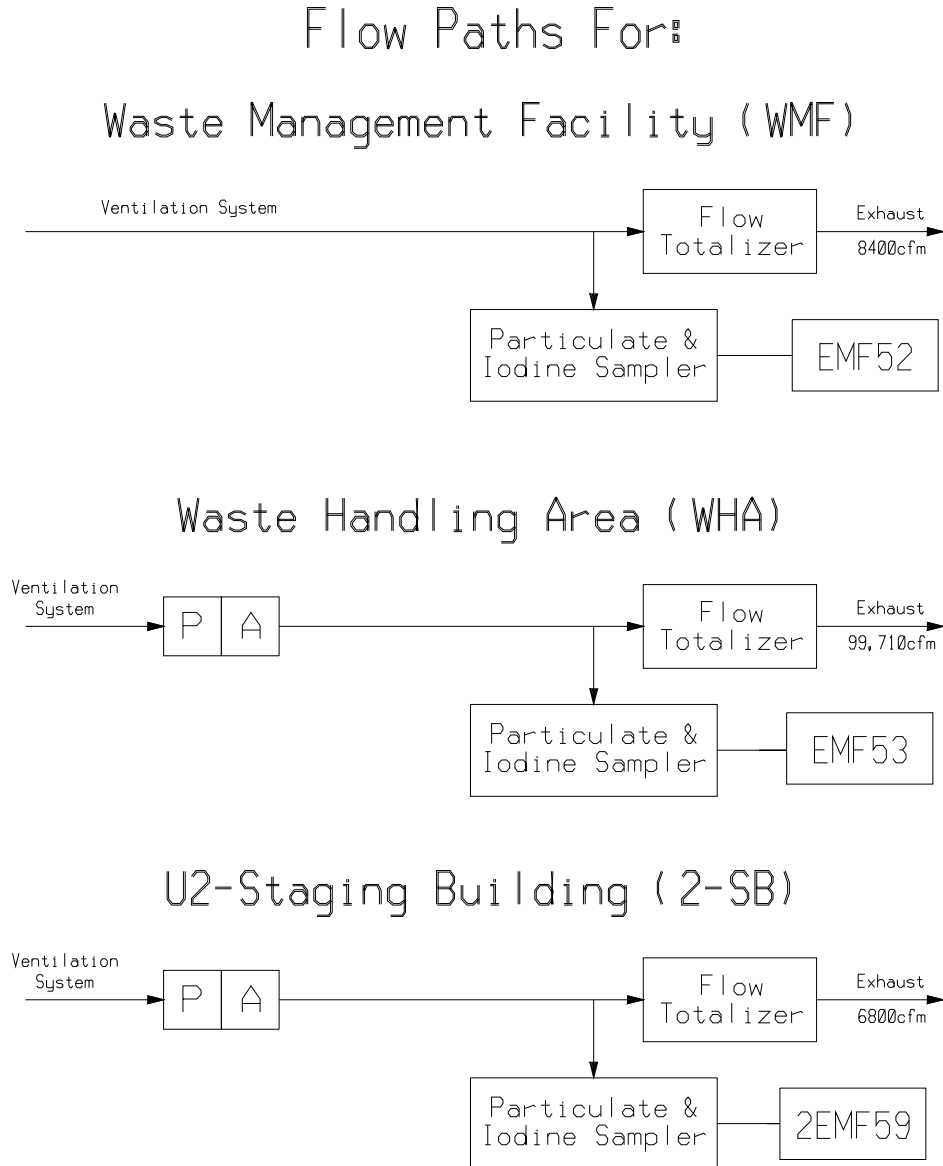 Flow Paths For:
Waste Management Facility (WMF)
Ventilation System
Flow
Totalizer
Exhaust
8400cfm
Particulate &
Iodine Sampler
EMF52
Waste Handling Area (WHA)
Ventilation
System
P A
Flow
Totalizer
Exhaust
99,710cfm
Particulate &
Iodine Sampler
EMF53
U2-Staging Building (2-SB)
Ventilation
System
P A
Flow
Totalizer
Exhaust
6800cfm
Particulate &
Iodine Sampler
2EMF59